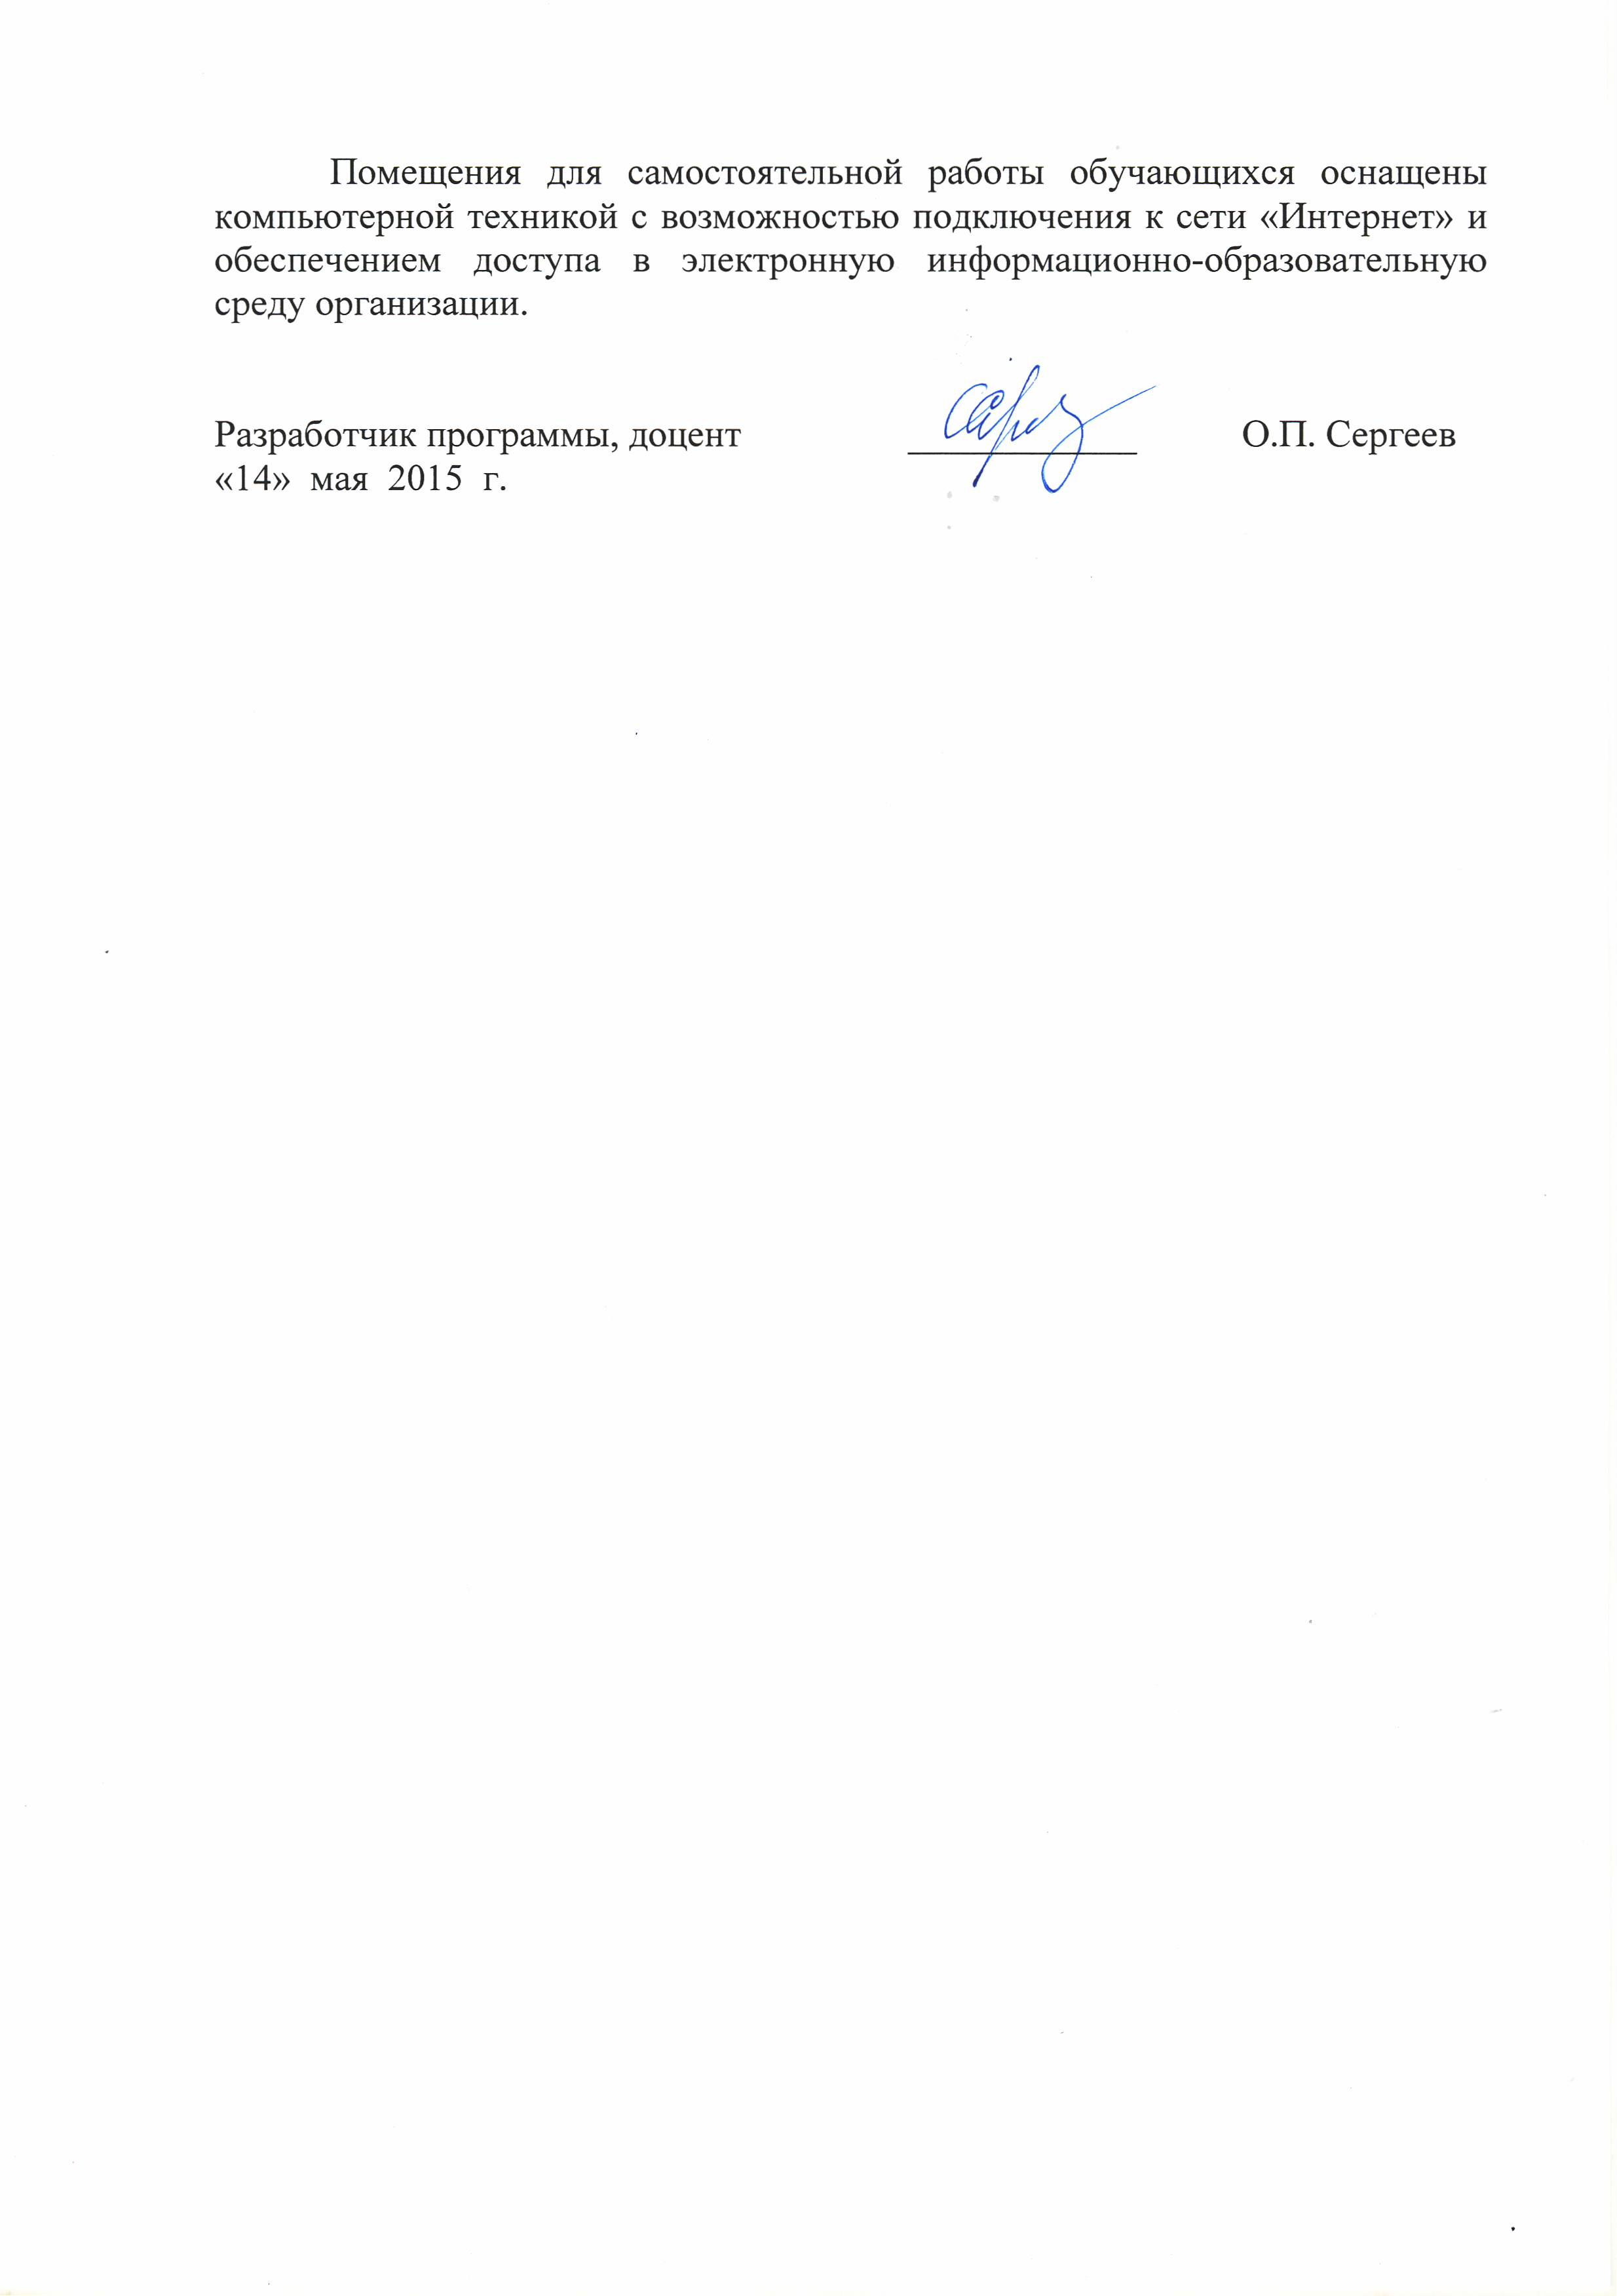 Помещения для самостоятельной работы обучающихся оснащены
компьютерной техникой с возможностью подключения к сети «Интернет» и
обеспечением доступа в электронную информационно-образовательную
среду организации.
Разработчик программы, доцент ____________ О.П. Сергеев
«14» мая 2015 г.